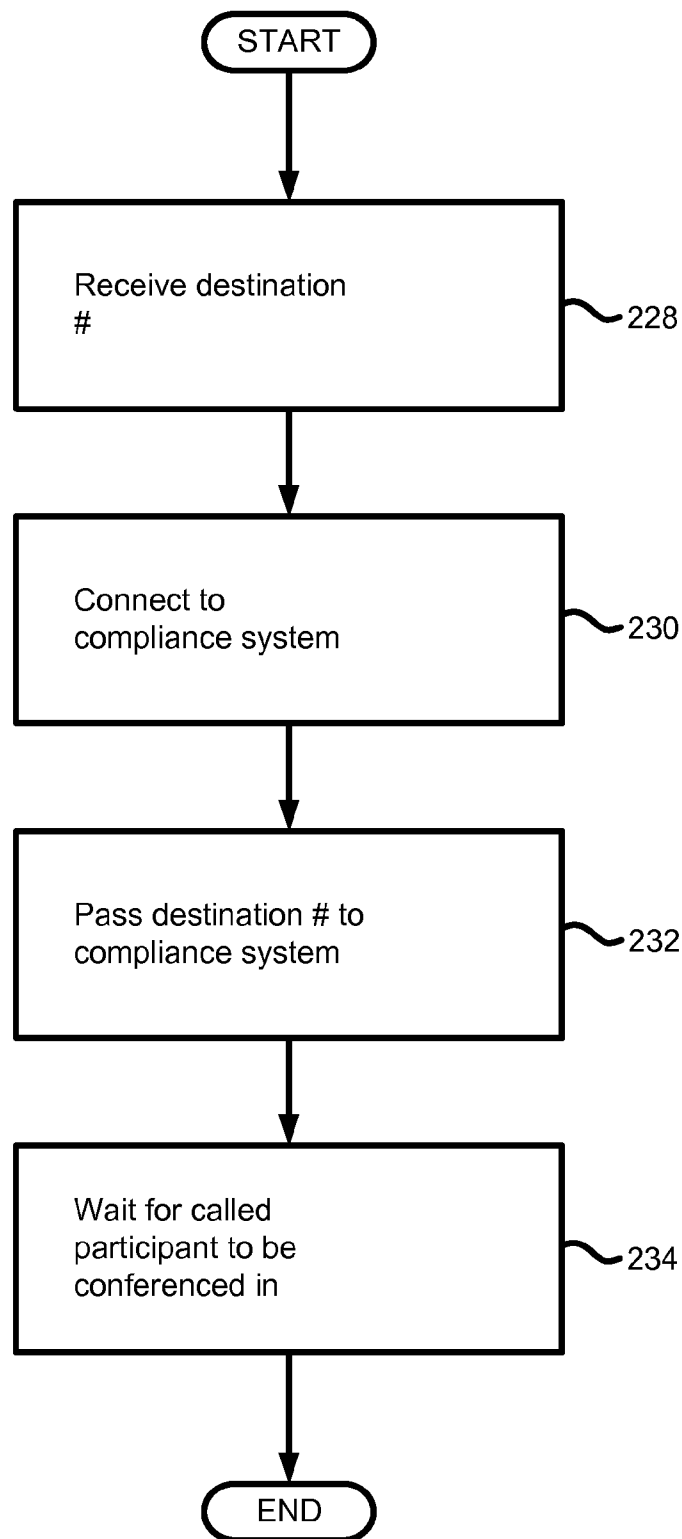 START
Receive destination
#
228
Connect to
compliance system
230
Pass destination # to
compliance system
232
Wait for called
participant to be
conferenced in
234
END